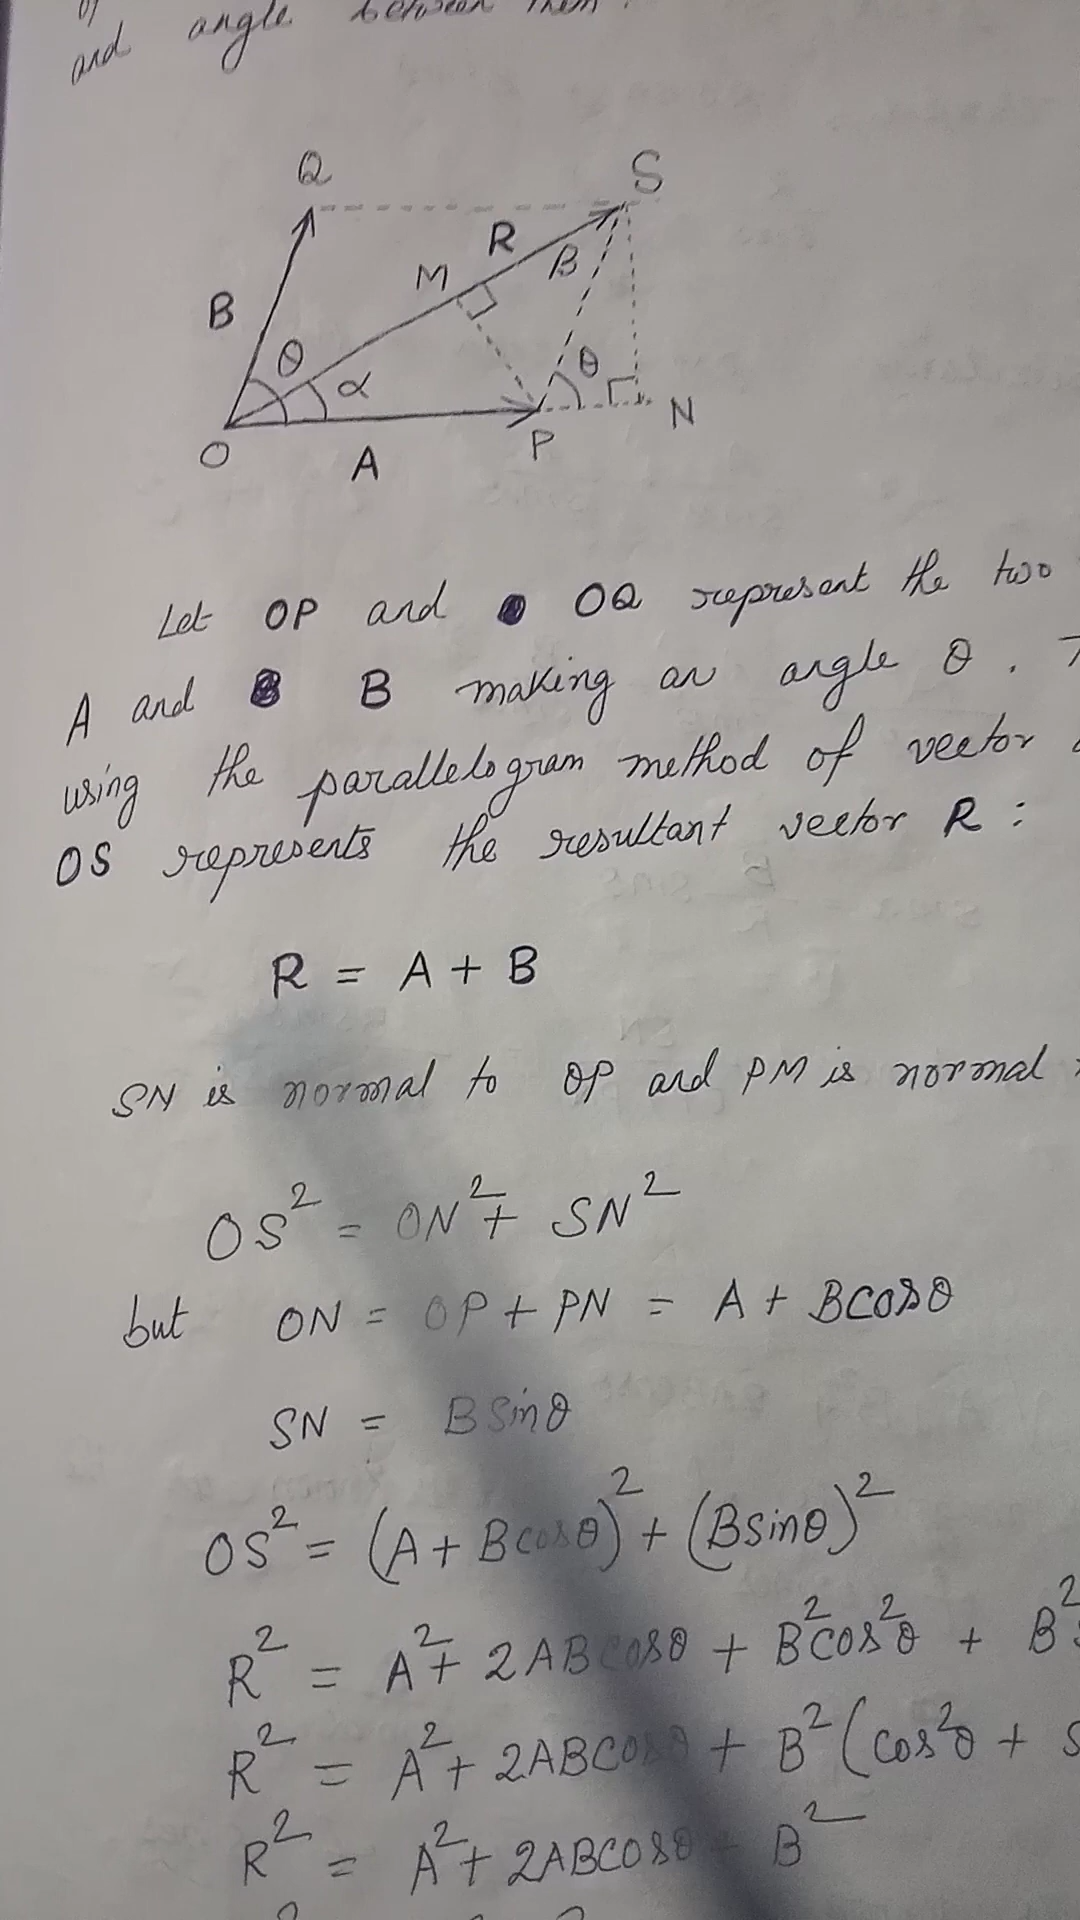 and angle between them.
Q
S
R
B
M
B
θ
α
θ
N
O
P
A
Let OP and OQ represent the two
A and B making an angle θ.
using the parallelogram method of vector
OS represents the resultant vector R :
R = A + B
SN is normal to OP and PM is normal
OS² = ON² + SN²
but ON = OP + PN = A + Bcosθ
SN = B Sinθ
OS² = (A + Bcosθ)² + (Bsinθ)²
R² = A² + 2ABcosθ + B²cos²θ + B²
R² = A² + 2ABCOSθ + B² (cos²θ + s
R² = A² + 2ABCOSθ + B²